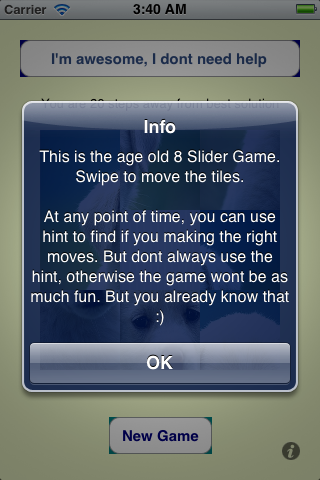 Carrier 3:40 AM
I'm awesome, I dont need help
You are 20 steps away from best solution
Info
This is the age old 8 Slider Game.
Swipe to move the tiles.
At any point of time, you can use
hint to find if you making the right
moves. But dont always use the
hint, otherwise the game wont be as
much fun. But you already know that
:)
OK
New Game
i